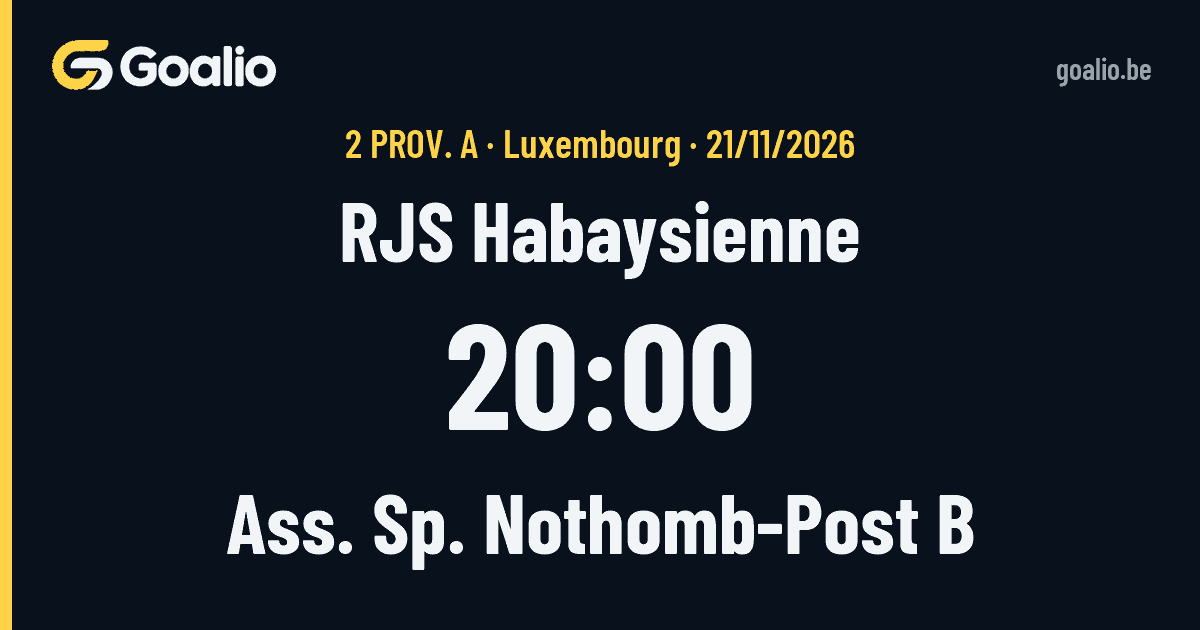 Goalio
goalio.be
2 PROV. A · Luxembourg · 21/11/2026
RJS Habaysienne
20:00
Ass. Sp. Nothomb-Post B